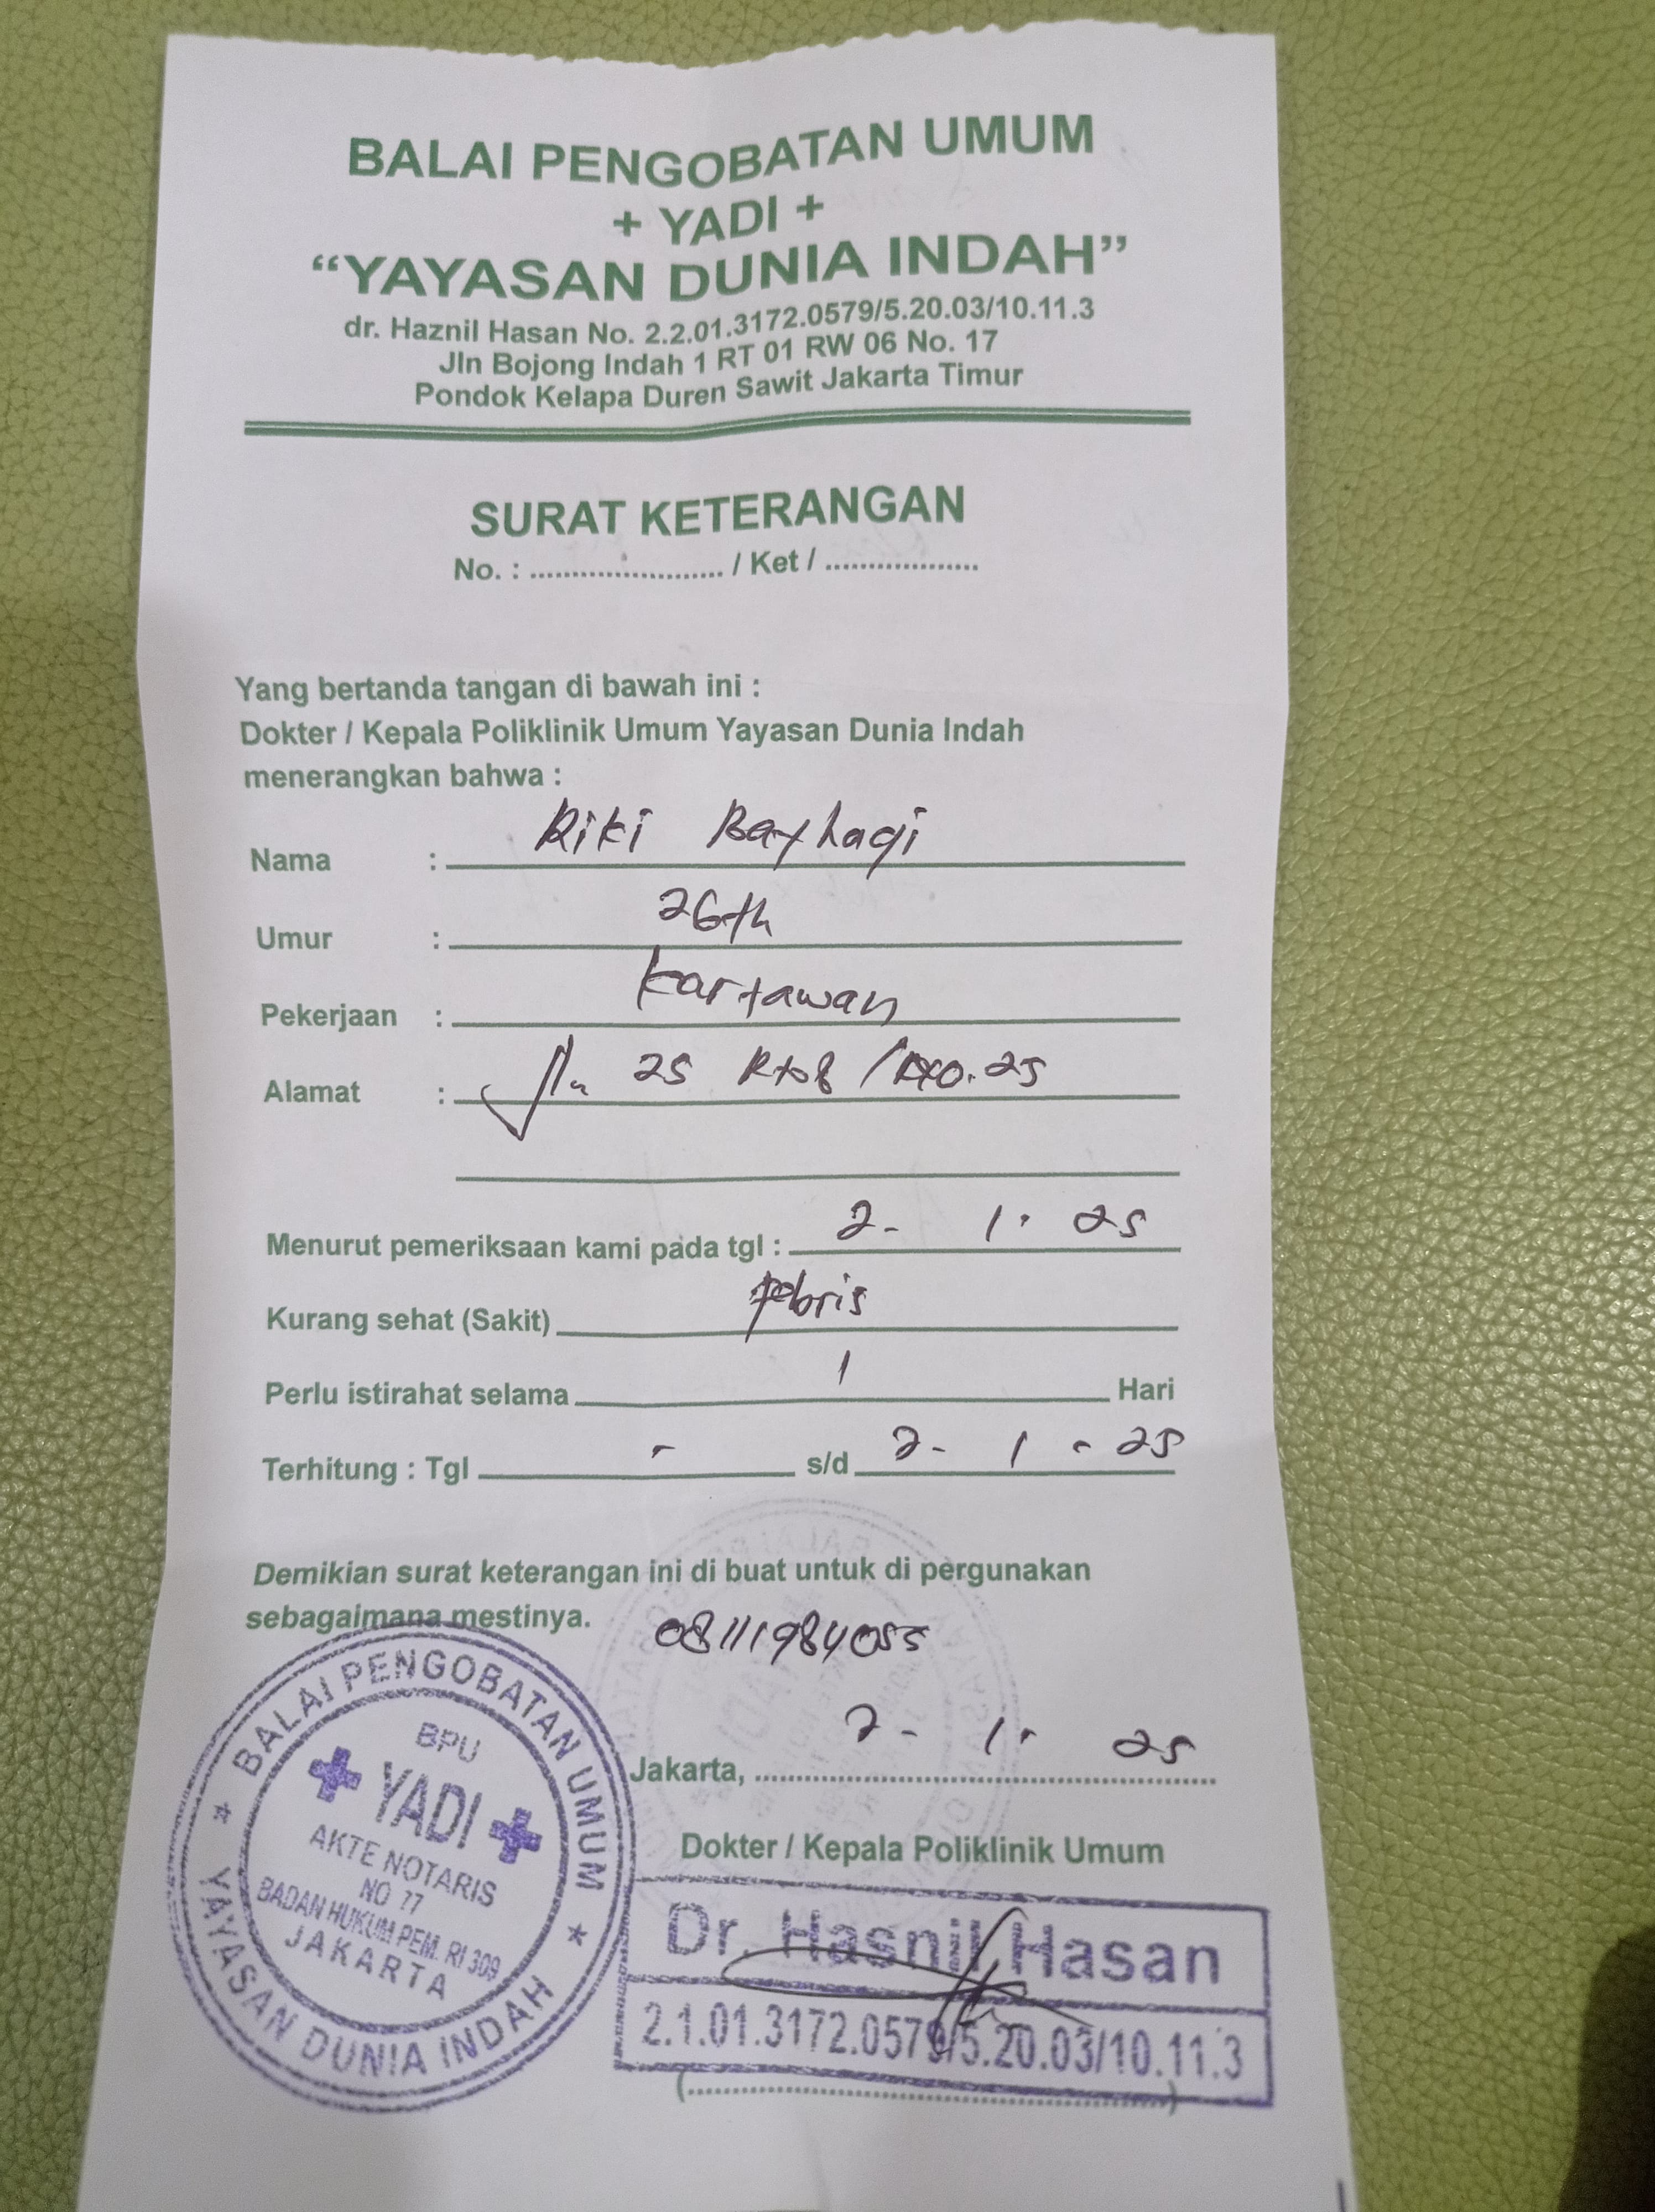 BALAI PENGOBATAN UMUM
+ YADI +
“YAYASAN DUNIA INDAH”
dr. Haznil Hasan No. 2.2.01.3172.0579/5.20.03/10.11.3
Jln Bojong Indah 1 RT 01 RW 06 No. 17
Pondok Kelapa Duren Sawit Jakarta Timur
SURAT KETERANGAN
No. : ........................ / Ket / ...................
Yang bertanda tangan di bawah ini :
Dokter / Kepala Poliklinik Umum Yayasan Dunia Indah
menerangkan bahwa :
Nama : Riki Bayhaqi
Umur : 26th
Pekerjaan : Karyawan
Alamat : Jln 25 Rt08 / No. 25
Menurut pemeriksaan kami pada tgl : 2 - 1 . 25
Kurang sehat (Sakit) febris
Perlu istirahat selama 1 Hari
Terhitung : Tgl - s/d 2 - 1 - 25
Demikian surat keterangan ini di buat untuk di pergunakan
sebagaimana mestinya.
08111984055
Jakarta, 2 - 1 . 25
Dokter / Kepala Poliklinik Umum
BALAI PENGOBATAN UMUM
BPU
+ YADI +
AKTE NOTARIS
NO 77
BADAN HUKUM PEM. RI 309
JAKARTA
YAYASAN DUNIA INDAH
Dr. Hasnil Hasan
2.1.01.3172.0579/5.20.03/10.11.3